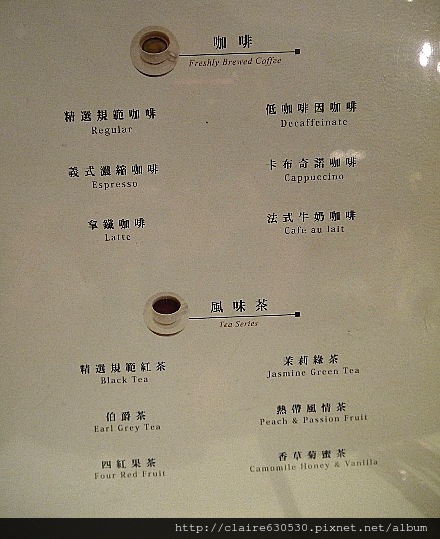 咖啡
Freshly Brewed Coffee
精選規範咖啡
Regular
低咖啡因咖啡
Decaffeinate
義式濃縮咖啡
Espresso
卡布奇諾咖啡
Cappuccino
拿鐵咖啡
Latte
法式牛奶咖啡
Cafe au lait
風味茶
Tea Series
精選規範紅茶
Black Tea
茉莉綠茶
Jasmine Green Tea
伯爵茶
Earl Grey Tea
熱帶風情茶
Peach & Passion Fruit
四紅果茶
Four Red Fruit
香草菊蜜茶
Camomile Honey & Vanilla
http://claire630530.pixnet.net/album